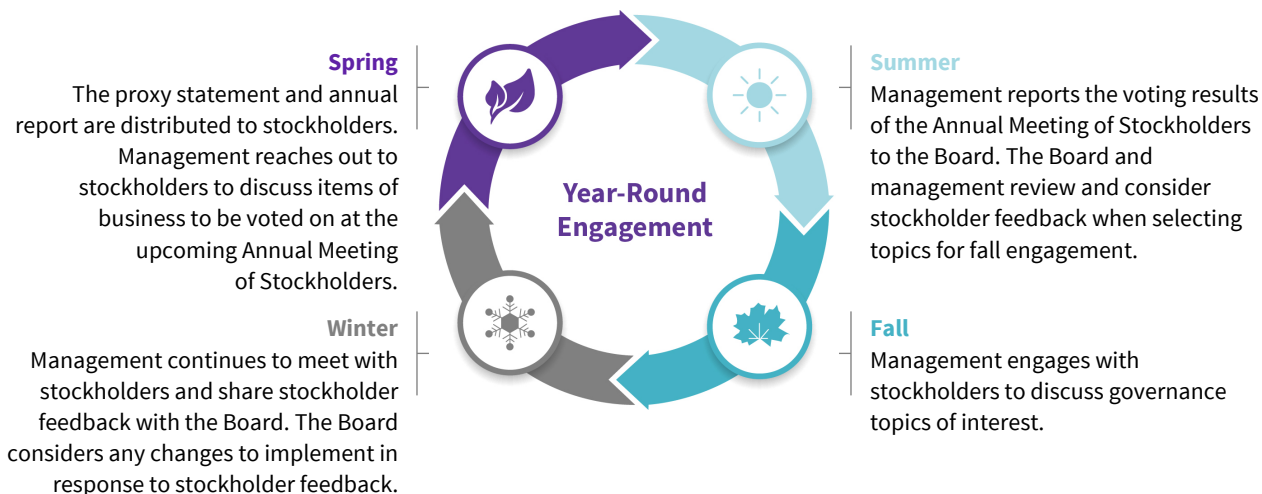 Spring
The proxy statement and annual
report are distributed to stockholders.
Management reaches out to
stockholders to discuss items of
business to be voted on at the
upcoming Annual Meeting
of Stockholders.
Summer
Management reports the voting results
of the Annual Meeting of Stockholders
to the Board. The Board and
management review and consider
stockholder feedback when selecting
topics for fall engagement.
Year-Round
Engagement
Winter
Management continues to meet with
stockholders and share stockholder
feedback with the Board. The Board
considers any changes to implement in
response to stockholder feedback.
Fall
Management engages with
stockholders to discuss governance
topics of interest.